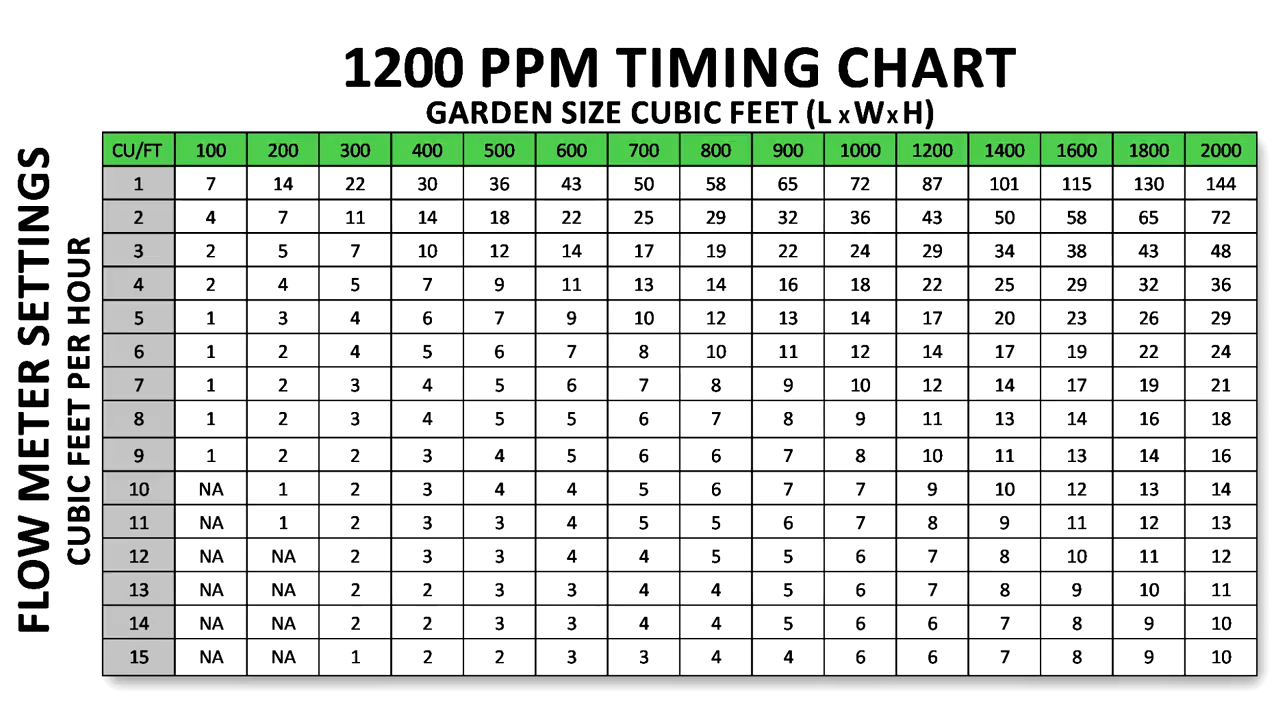 1200 PPM TIMING CHART
GARDEN SIZE CUBIC FEET (L x W x H)
FLOW METER SETTINGS
CUBIC FEET PER HOUR
CU/FT 100 200 300 400 500 600 700 800 900 1000 1200 1400 1600 1800 2000
1 7 14 22 30 36 43 50 58 65 72 87 101 115 130 144
2 4 7 11 14 18 22 25 29 32 36 43 50 58 65 72
3 2 5 7 10 12 14 17 19 22 24 29 34 38 43 48
4 2 4 5 7 9 11 13 14 16 18 22 25 29 32 36
5 1 3 4 6 7 9 10 12 13 14 17 20 23 26 29
6 1 2 4 5 6 7 8 10 11 12 14 17 19 22 24
7 1 2 3 4 5 6 7 8 9 10 12 14 17 19 21
8 1 2 3 4 5 5 6 7 8 9 11 13 14 16 18
9 1 2 2 3 4 5 6 6 7 8 10 11 13 14 16
10 NA 1 2 3 4 4 5 6 7 7 9 10 12 13 14
11 NA 1 2 3 3 4 5 5 6 7 8 9 11 12 13
12 NA NA 2 3 3 4 4 5 5 6 7 8 10 11 12
13 NA NA 2 2 3 3 4 4 5 6 7 8 9 10 11
14 NA NA 2 2 3 3 4 4 5 6 6 7 8 9 10
15 NA NA 1 2 2 3 3 4 4 6 6 7 8 9 10